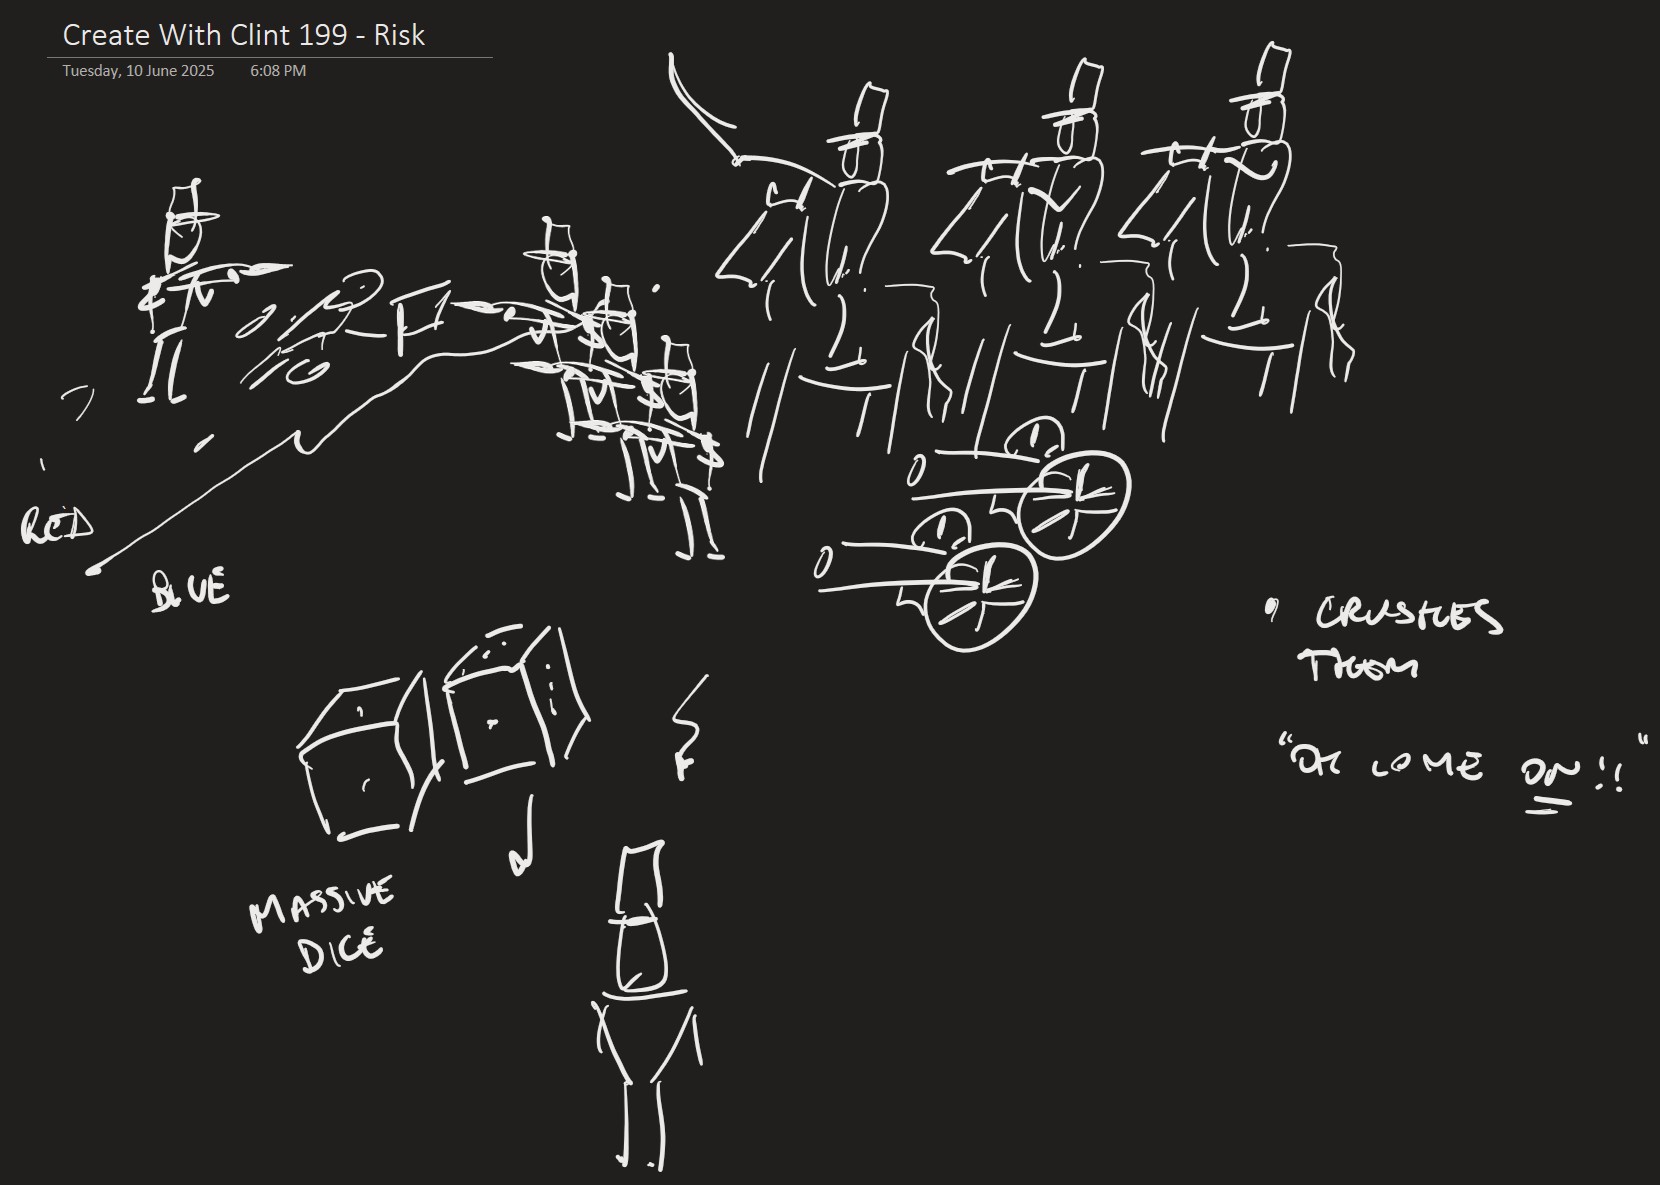 Create With Clint 199 - Risk
Tuesday, 10 June 2025 6:08 PM
RED
BLUE
• CRUSHES
THEM
"OH COME ON!!"
MASSIVE
DICE